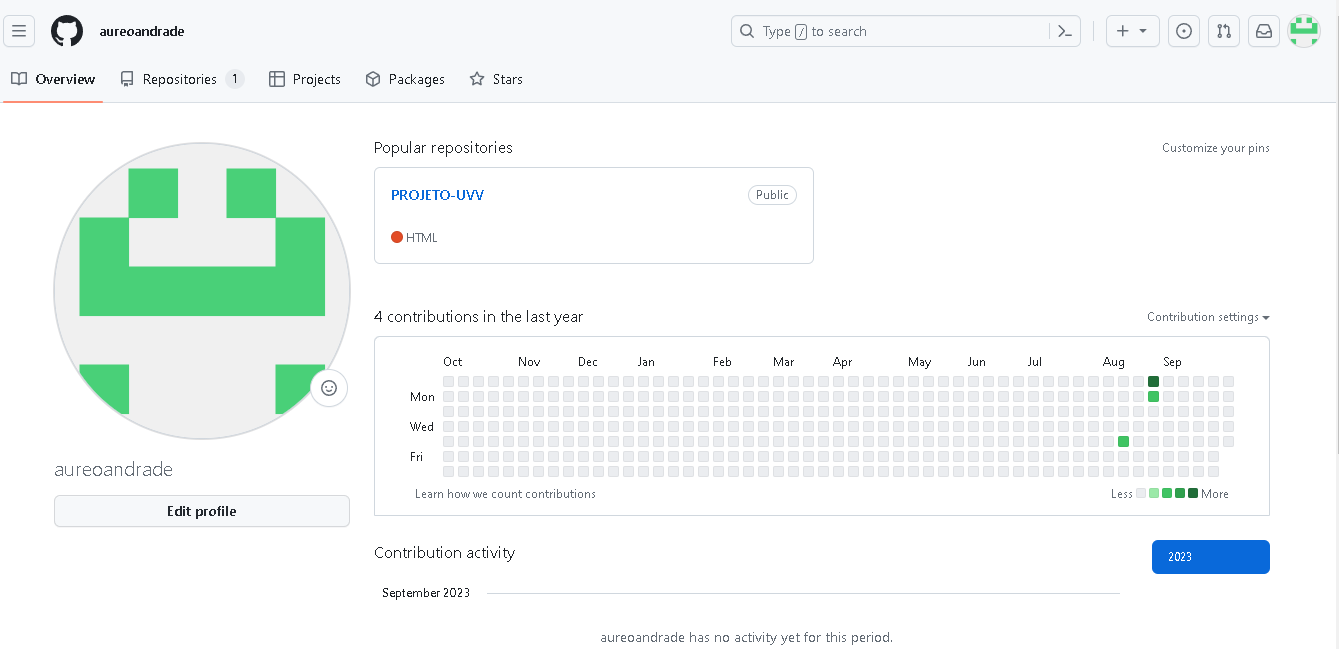 aureoandrade
Type / to search
Overview
Repositories 1
Projects
Packages
Stars
Popular repositories
Customize your pins
PROJETO-UVV
Public
HTML
4 contributions in the last year
Contribution settings
Oct Nov Dec Jan Feb Mar Apr May Jun Jul Aug Sep
Mon
Wed
Fri
Learn how we count contributions
Less More
aureoandrade
Edit profile
Contribution activity
2023
September 2023
aureoandrade has no activity yet for this period.